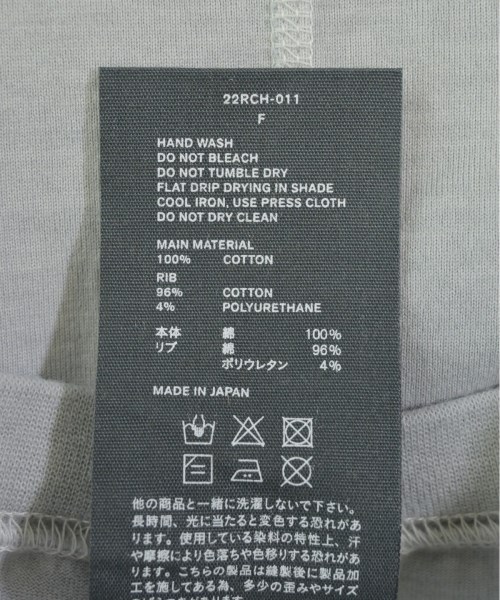 22RCH-011
F
HAND WASH
DO NOT BLEACH
DO NOT TUMBLE DRY
FLAT DRIP DRYING IN SHADE
COOL IRON, USE PRESS CLOTH
DO NOT DRY CLEAN
MAIN MATERIAL
100% COTTON
RIB
96% COTTON
4% POLYURETHANE
本体 綿 100%
リブ 綿 96%
ポリウレタン 4%
MADE IN JAPAN
他の商品と一緒に洗濯しないで下さい。
長時間、光に当たると変色する恐れがあ
ります。使用している染料の特性上、汗
や摩擦により色落ちや色移りする恐れが
あります。こちらの製品は縫製後に製品加
工を施してある為、多少の歪みやサイズ